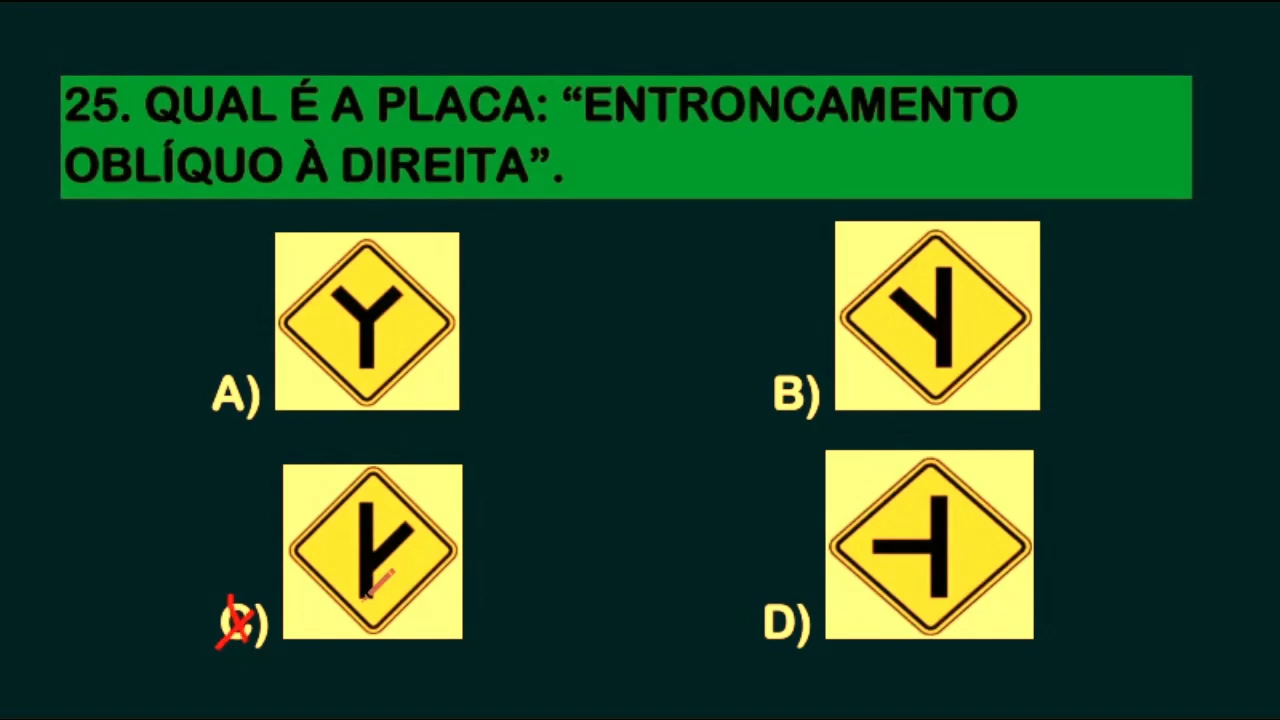 25. QUAL É A PLACA: “ENTRONCAMENTO
OBLÍQUO À DIREITA”.
A)
B)
C)
D)